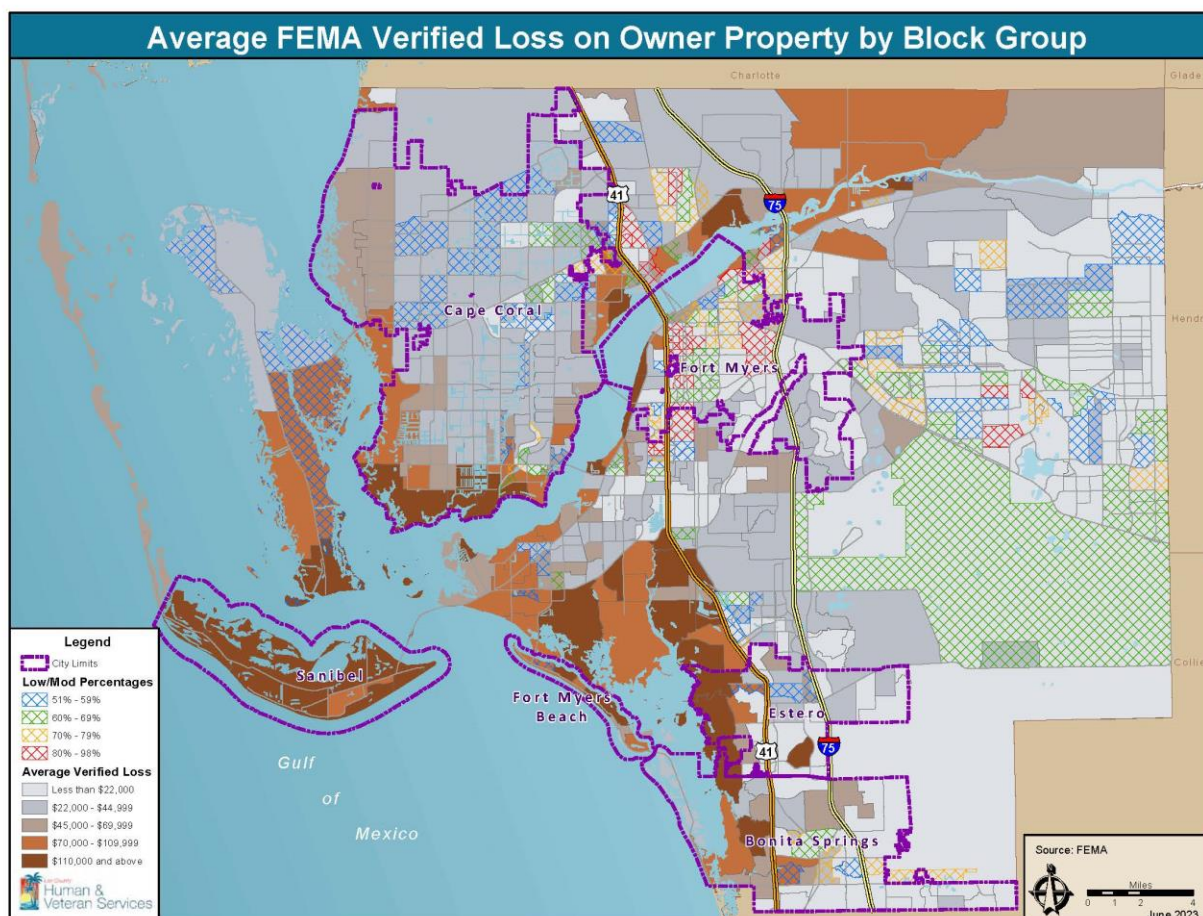 Average FEMA Verified Loss on Owner Property by Block Group
Charlotte
Glade
41
75
Cape Coral
Hendr
Fort Myers
Sanibel
Fort Myers
Beach
Estero
Collie
41
75
Bonita Springs
Gulf
of
Mexico
Legend
City Limits
Low/Mod Percentages
51% - 59%
60% - 69%
70% - 79%
80% - 98%
Average Verified Loss
Less than $22,000
$22,000 - $44,999
$45,000 - $69,999
$70,000 - $109,999
$110,000 and above
Lee County
Human &
Veteran Services
Source: FEMA
Miles
0 1 2 4
June 2023